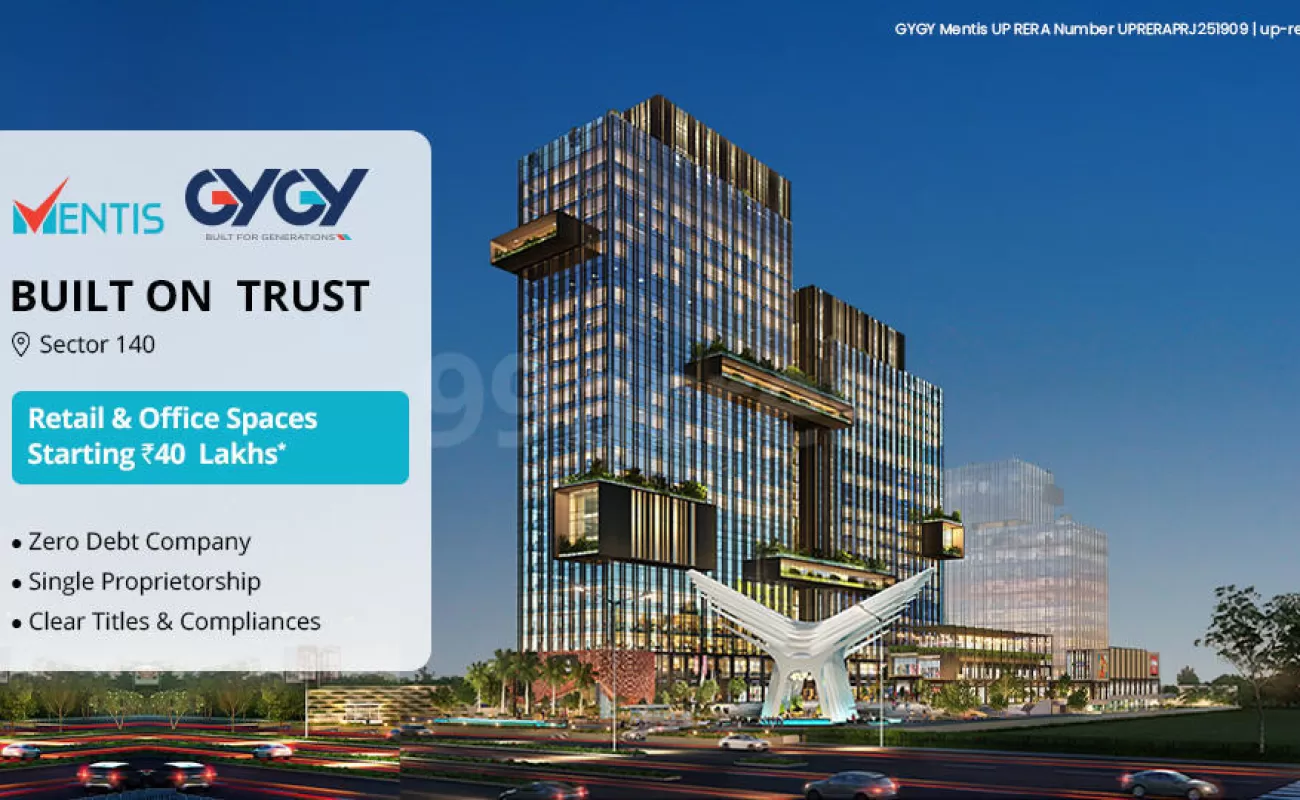 GYGY Mentis UP RERA Number UPRERAPRJ251909 | up-re
MENTIS
GYGY
BUILT FOR GENERATIONS
BUILT ON TRUST
Sector 140
Retail & Office Spaces
Starting ₹40 Lakhs*
• Zero Debt Company
• Single Proprietorship
• Clear Titles & Compliances